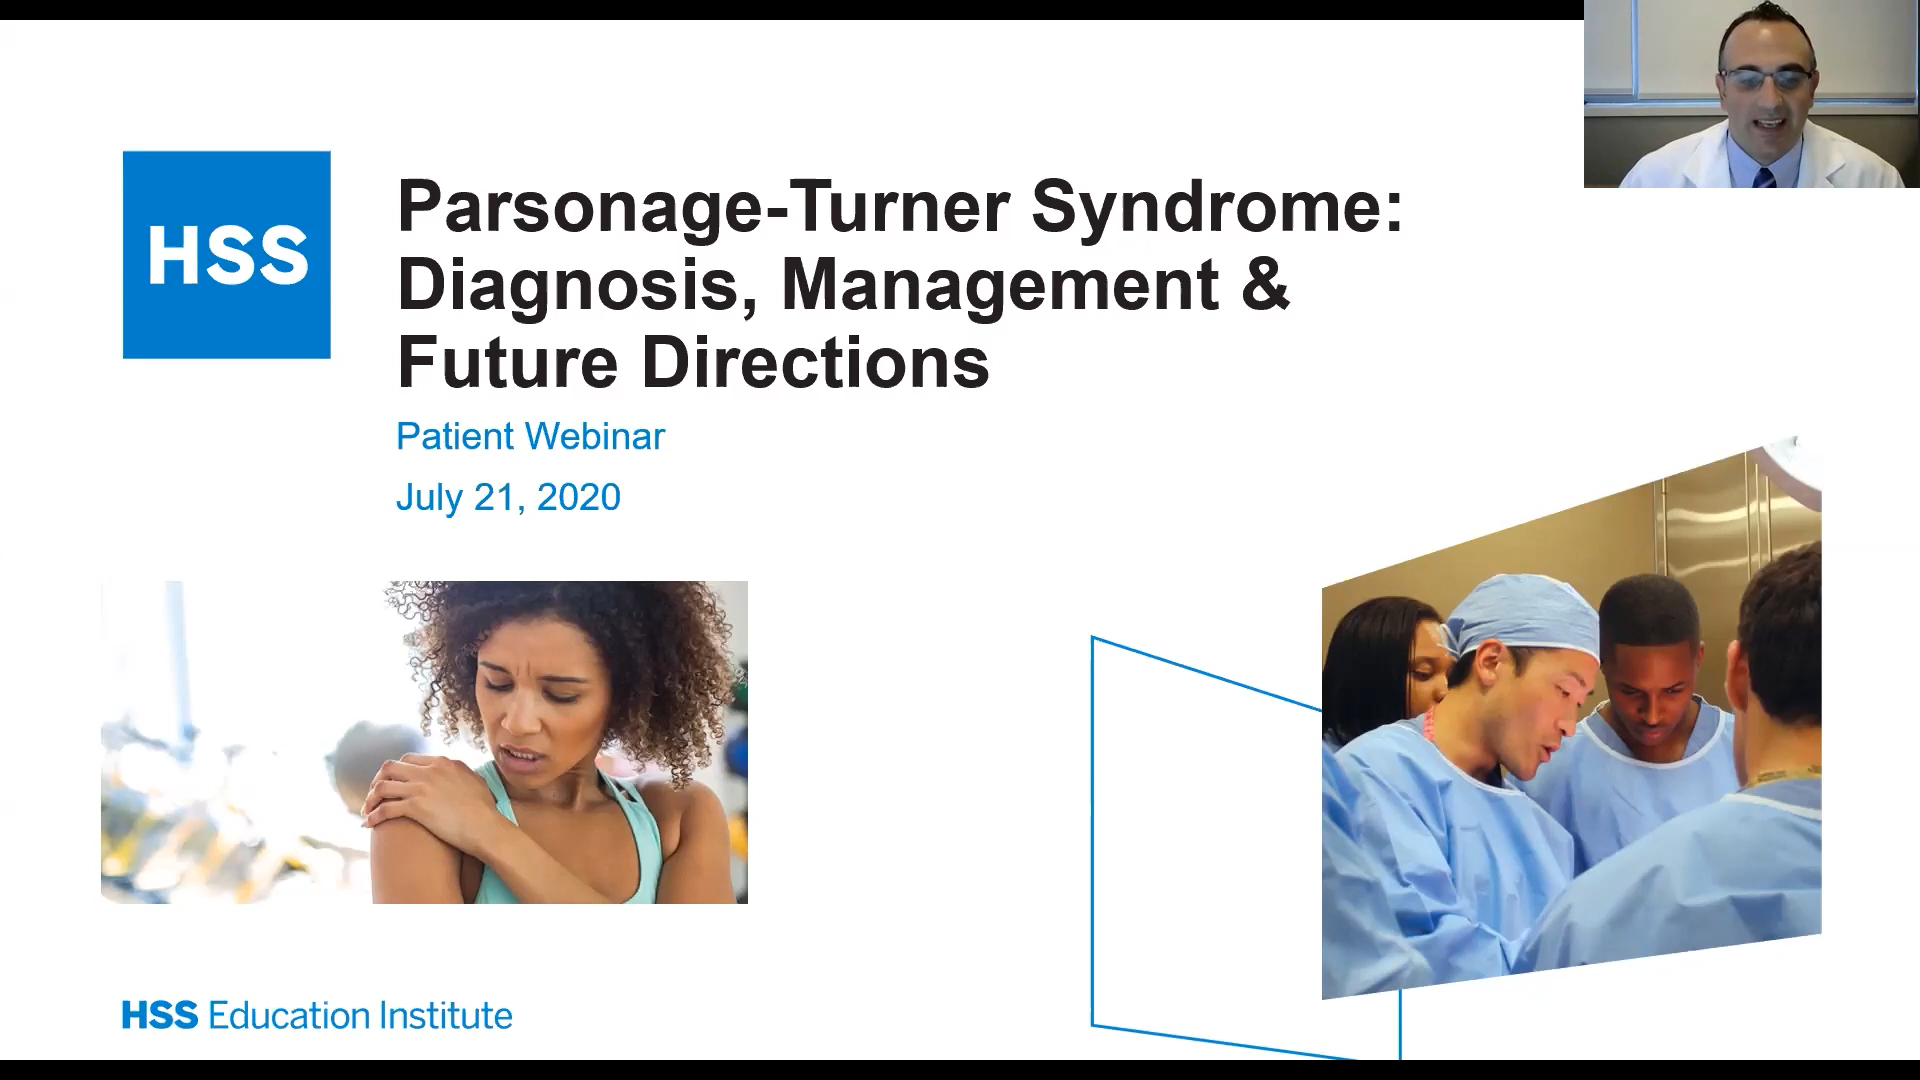 HSS
Parsonage-Turner Syndrome:
Diagnosis, Management &
Future Directions
Patient Webinar
July 21, 2020
HSS Education Institute